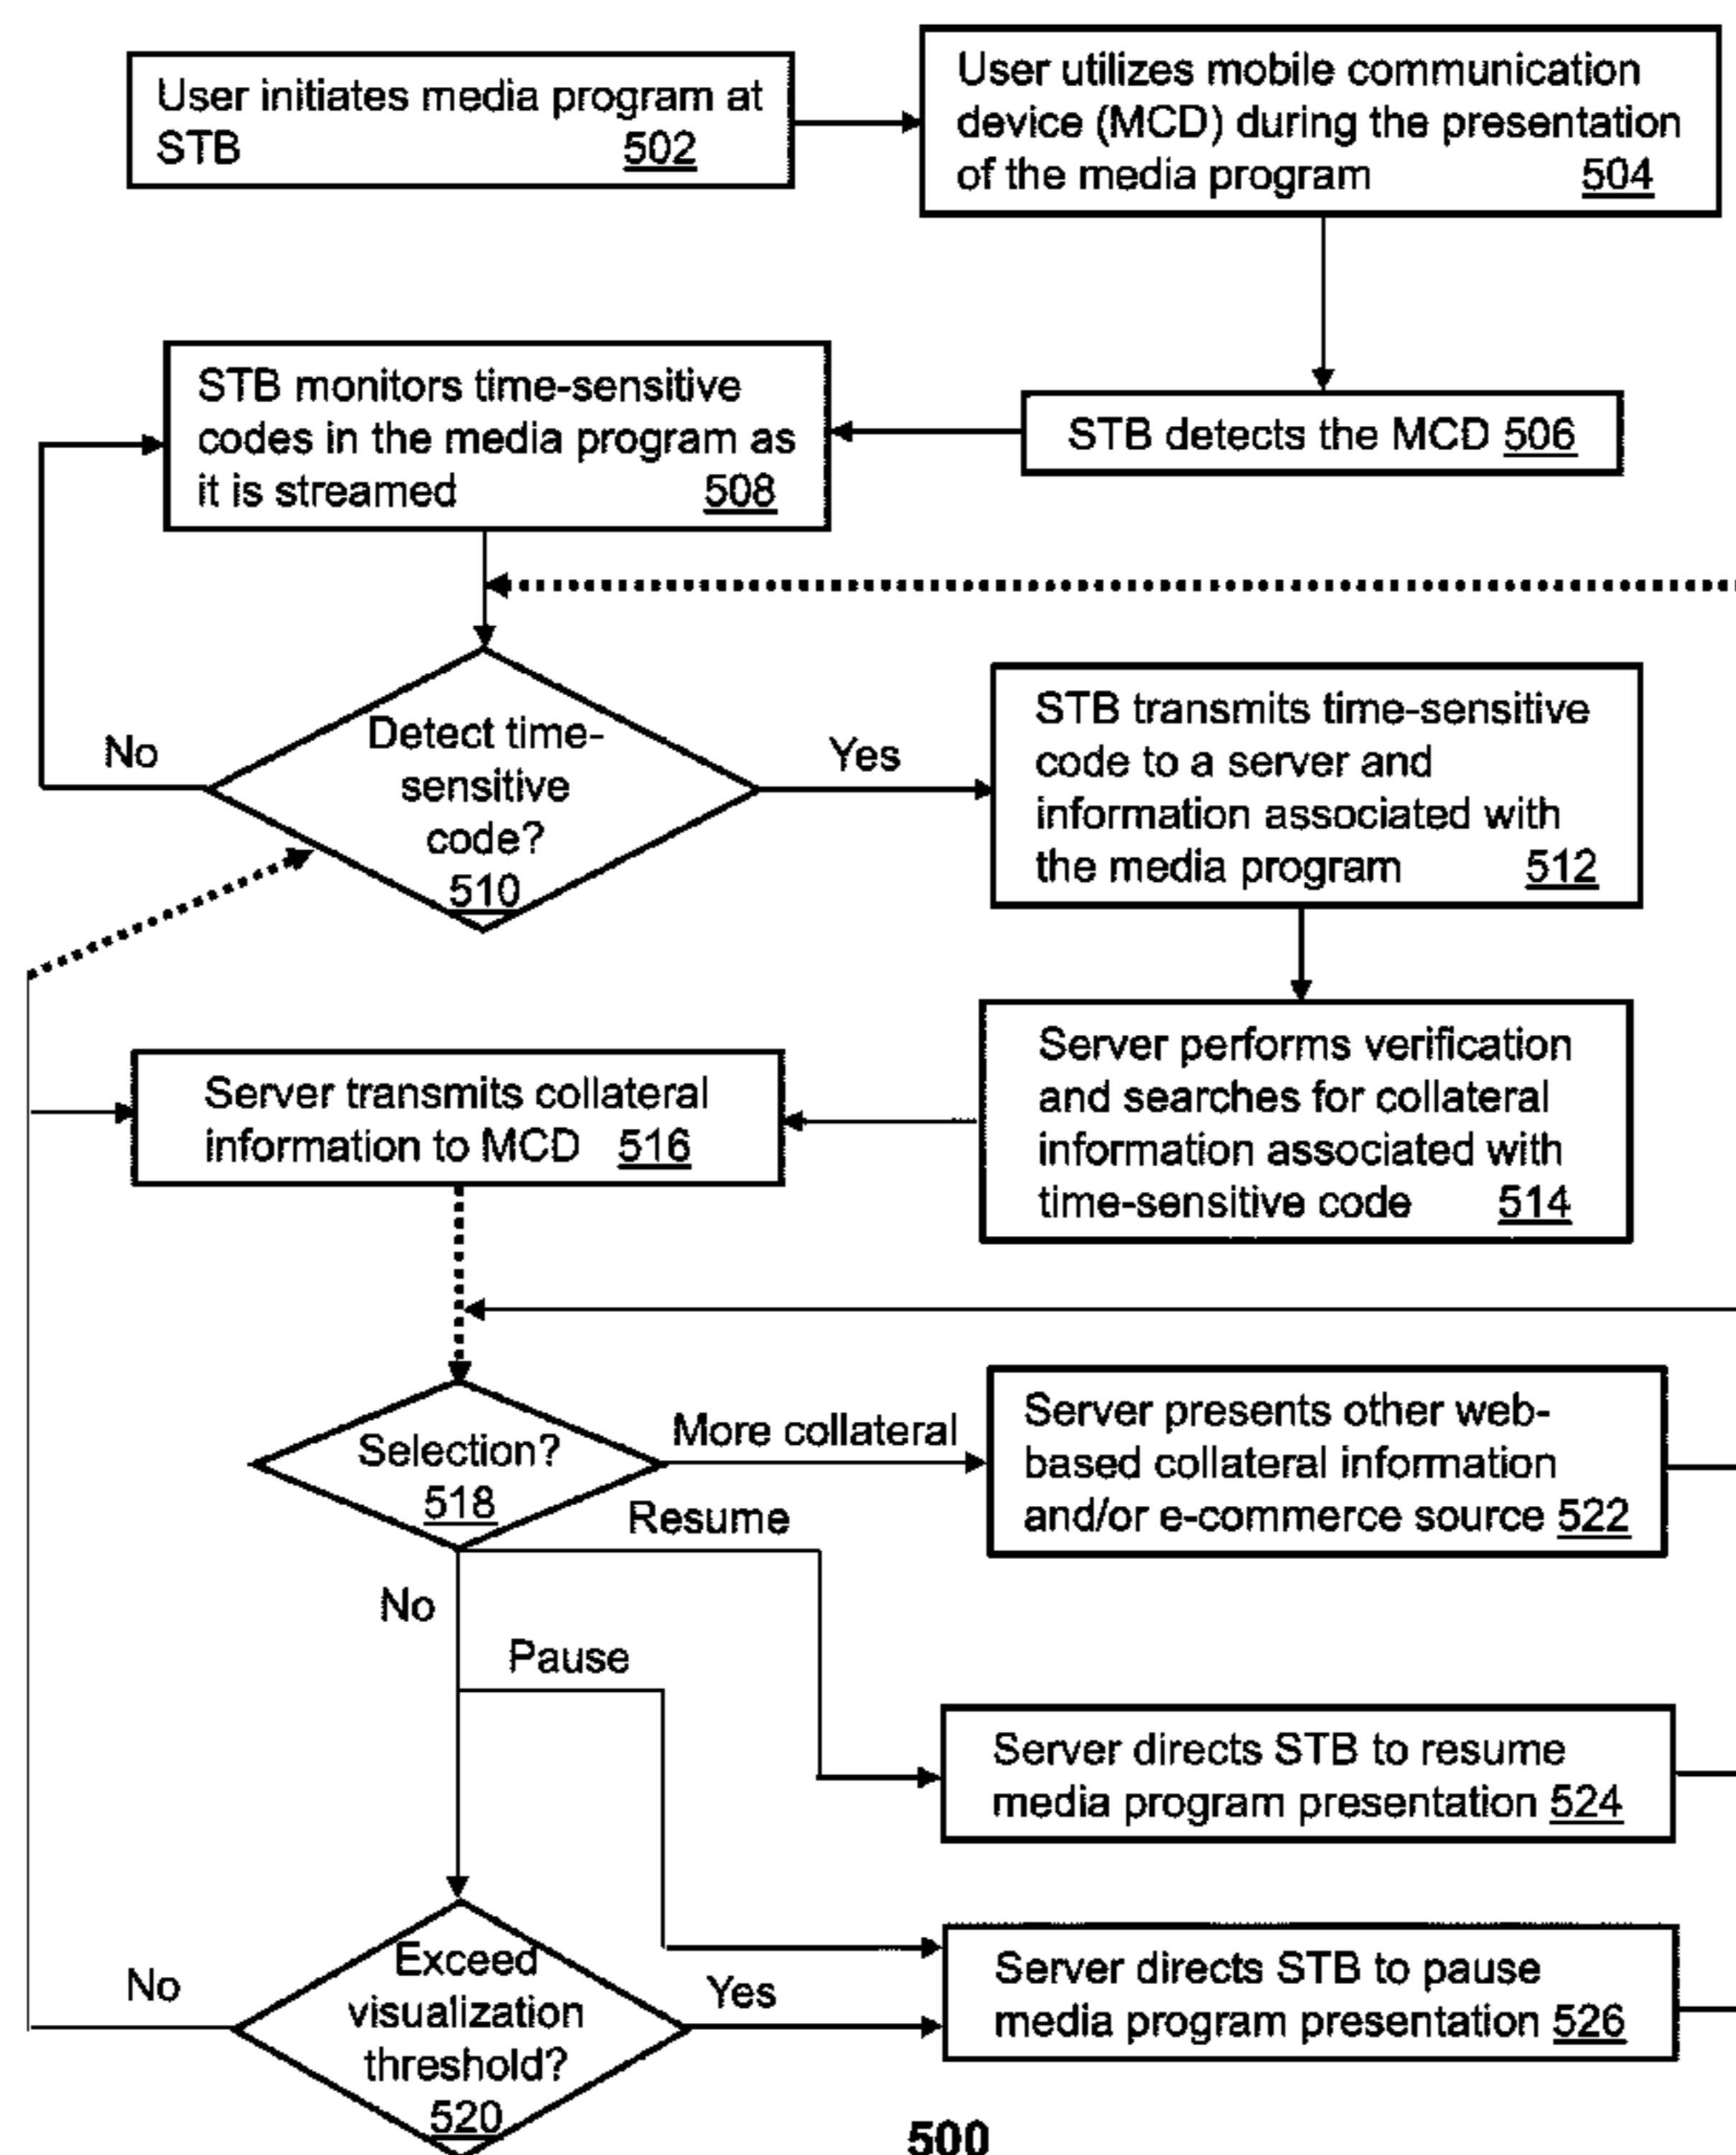 User initiates media program at
STB 502
User utilizes mobile communication
device (MCD) during the presentation
of the media program 504
STB detects the MCD 506
STB monitors time-sensitive
codes in the media program as
it is streamed 508
Detect time-
sensitive
code?
510
No
Yes
STB transmits time-sensitive
code to a server and
information associated with
the media program 512
Server performs verification
and searches for collateral
information associated with
time-sensitive code 514
Server transmits collateral
information to MCD 516
Selection?
518
More collateral
Server presents other web-
based collateral information
and/or e-commerce source 522
Resume
No
Pause
Server directs STB to resume
media program presentation 524
Exceed
visualization
threshold?
520
No
Yes
Server directs STB to pause
media program presentation 526
500